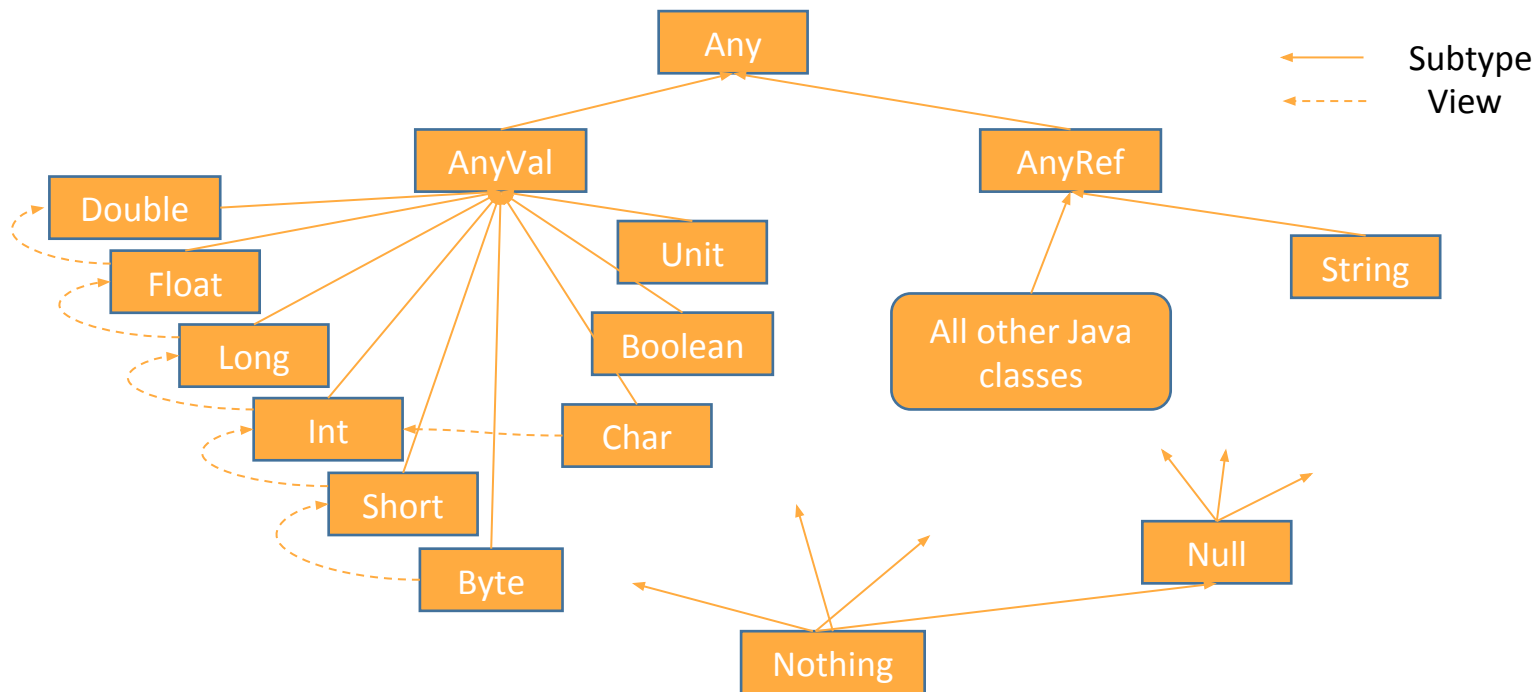 Any
Subtype
View
AnyVal
AnyRef
Double
Unit
String
Float
Long
Boolean
All other Java
classes
Int
Char
Short
Byte
Null
Nothing